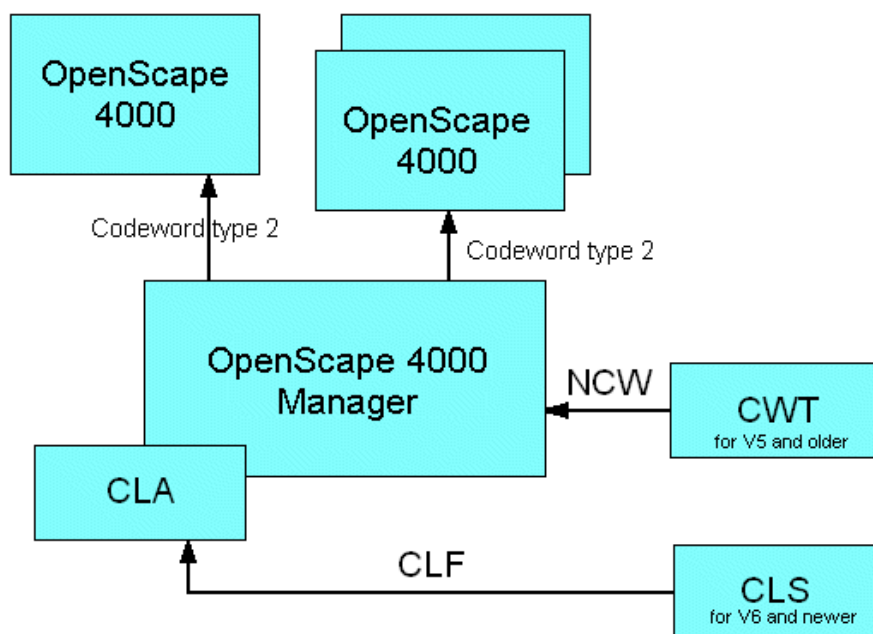 OpenScape
4000
OpenScape
4000
Codeword type 2
Codeword type 2
OpenScape 4000
Manager
NCW
CWT
for V5 and older
CLA
CLF
CLS
for V6 and newer